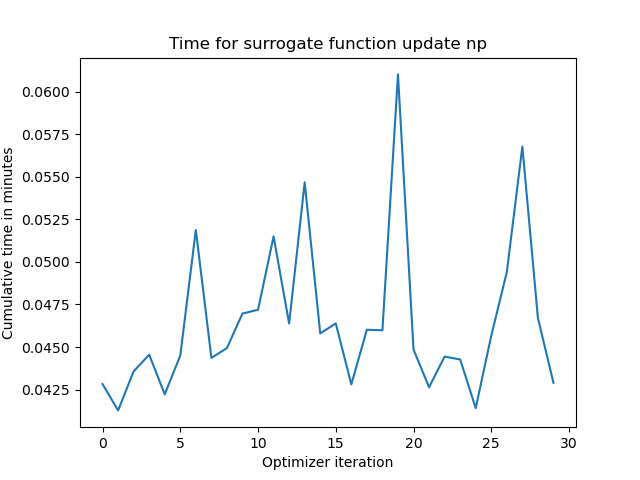 Time for surrogate function update np
Cumulative time in minutes
0.0600
0.0575
0.0550
0.0525
0.0500
0.0475
0.0450
0.0425
0 5 10 15 20 25 30
Optimizer iteration